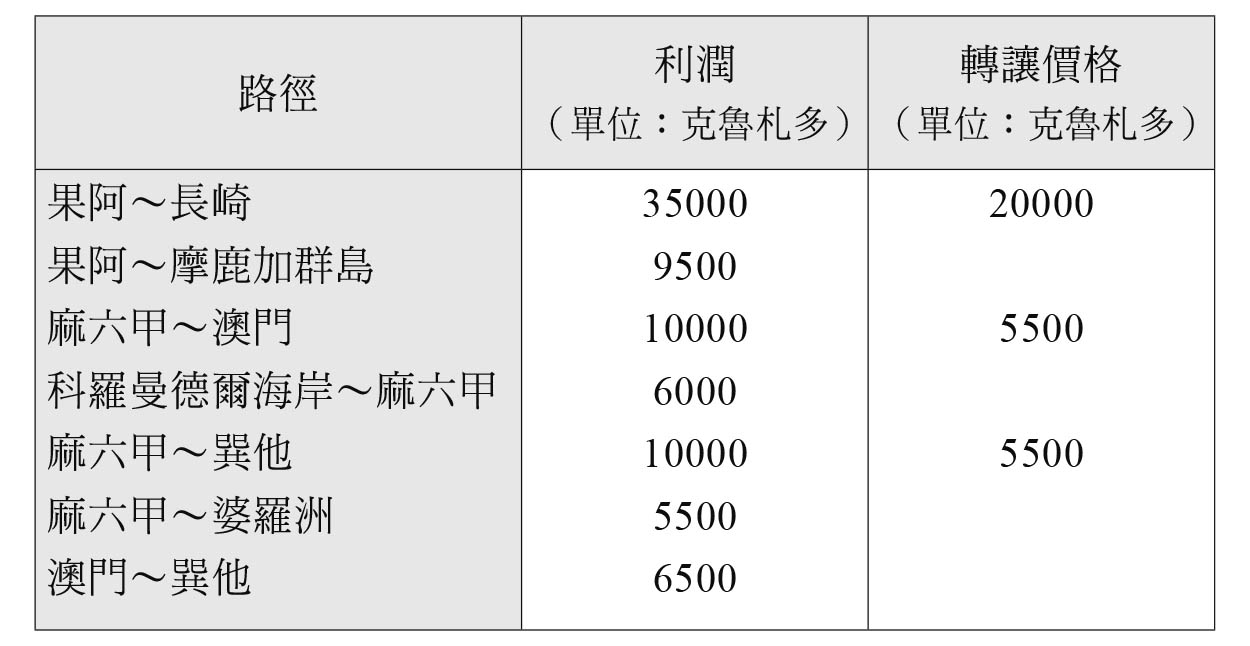 路徑 利潤 轉讓價格
（單位：克魯札多） （單位：克魯札多）
果阿～長崎 35000 20000
果阿～摩鹿加群島 9500
麻六甲～澳門 10000 5500
科羅曼德爾海岸～麻六甲 6000
麻六甲～巽他 10000 5500
麻六甲～婆羅洲 5500
澳門～巽他 6500